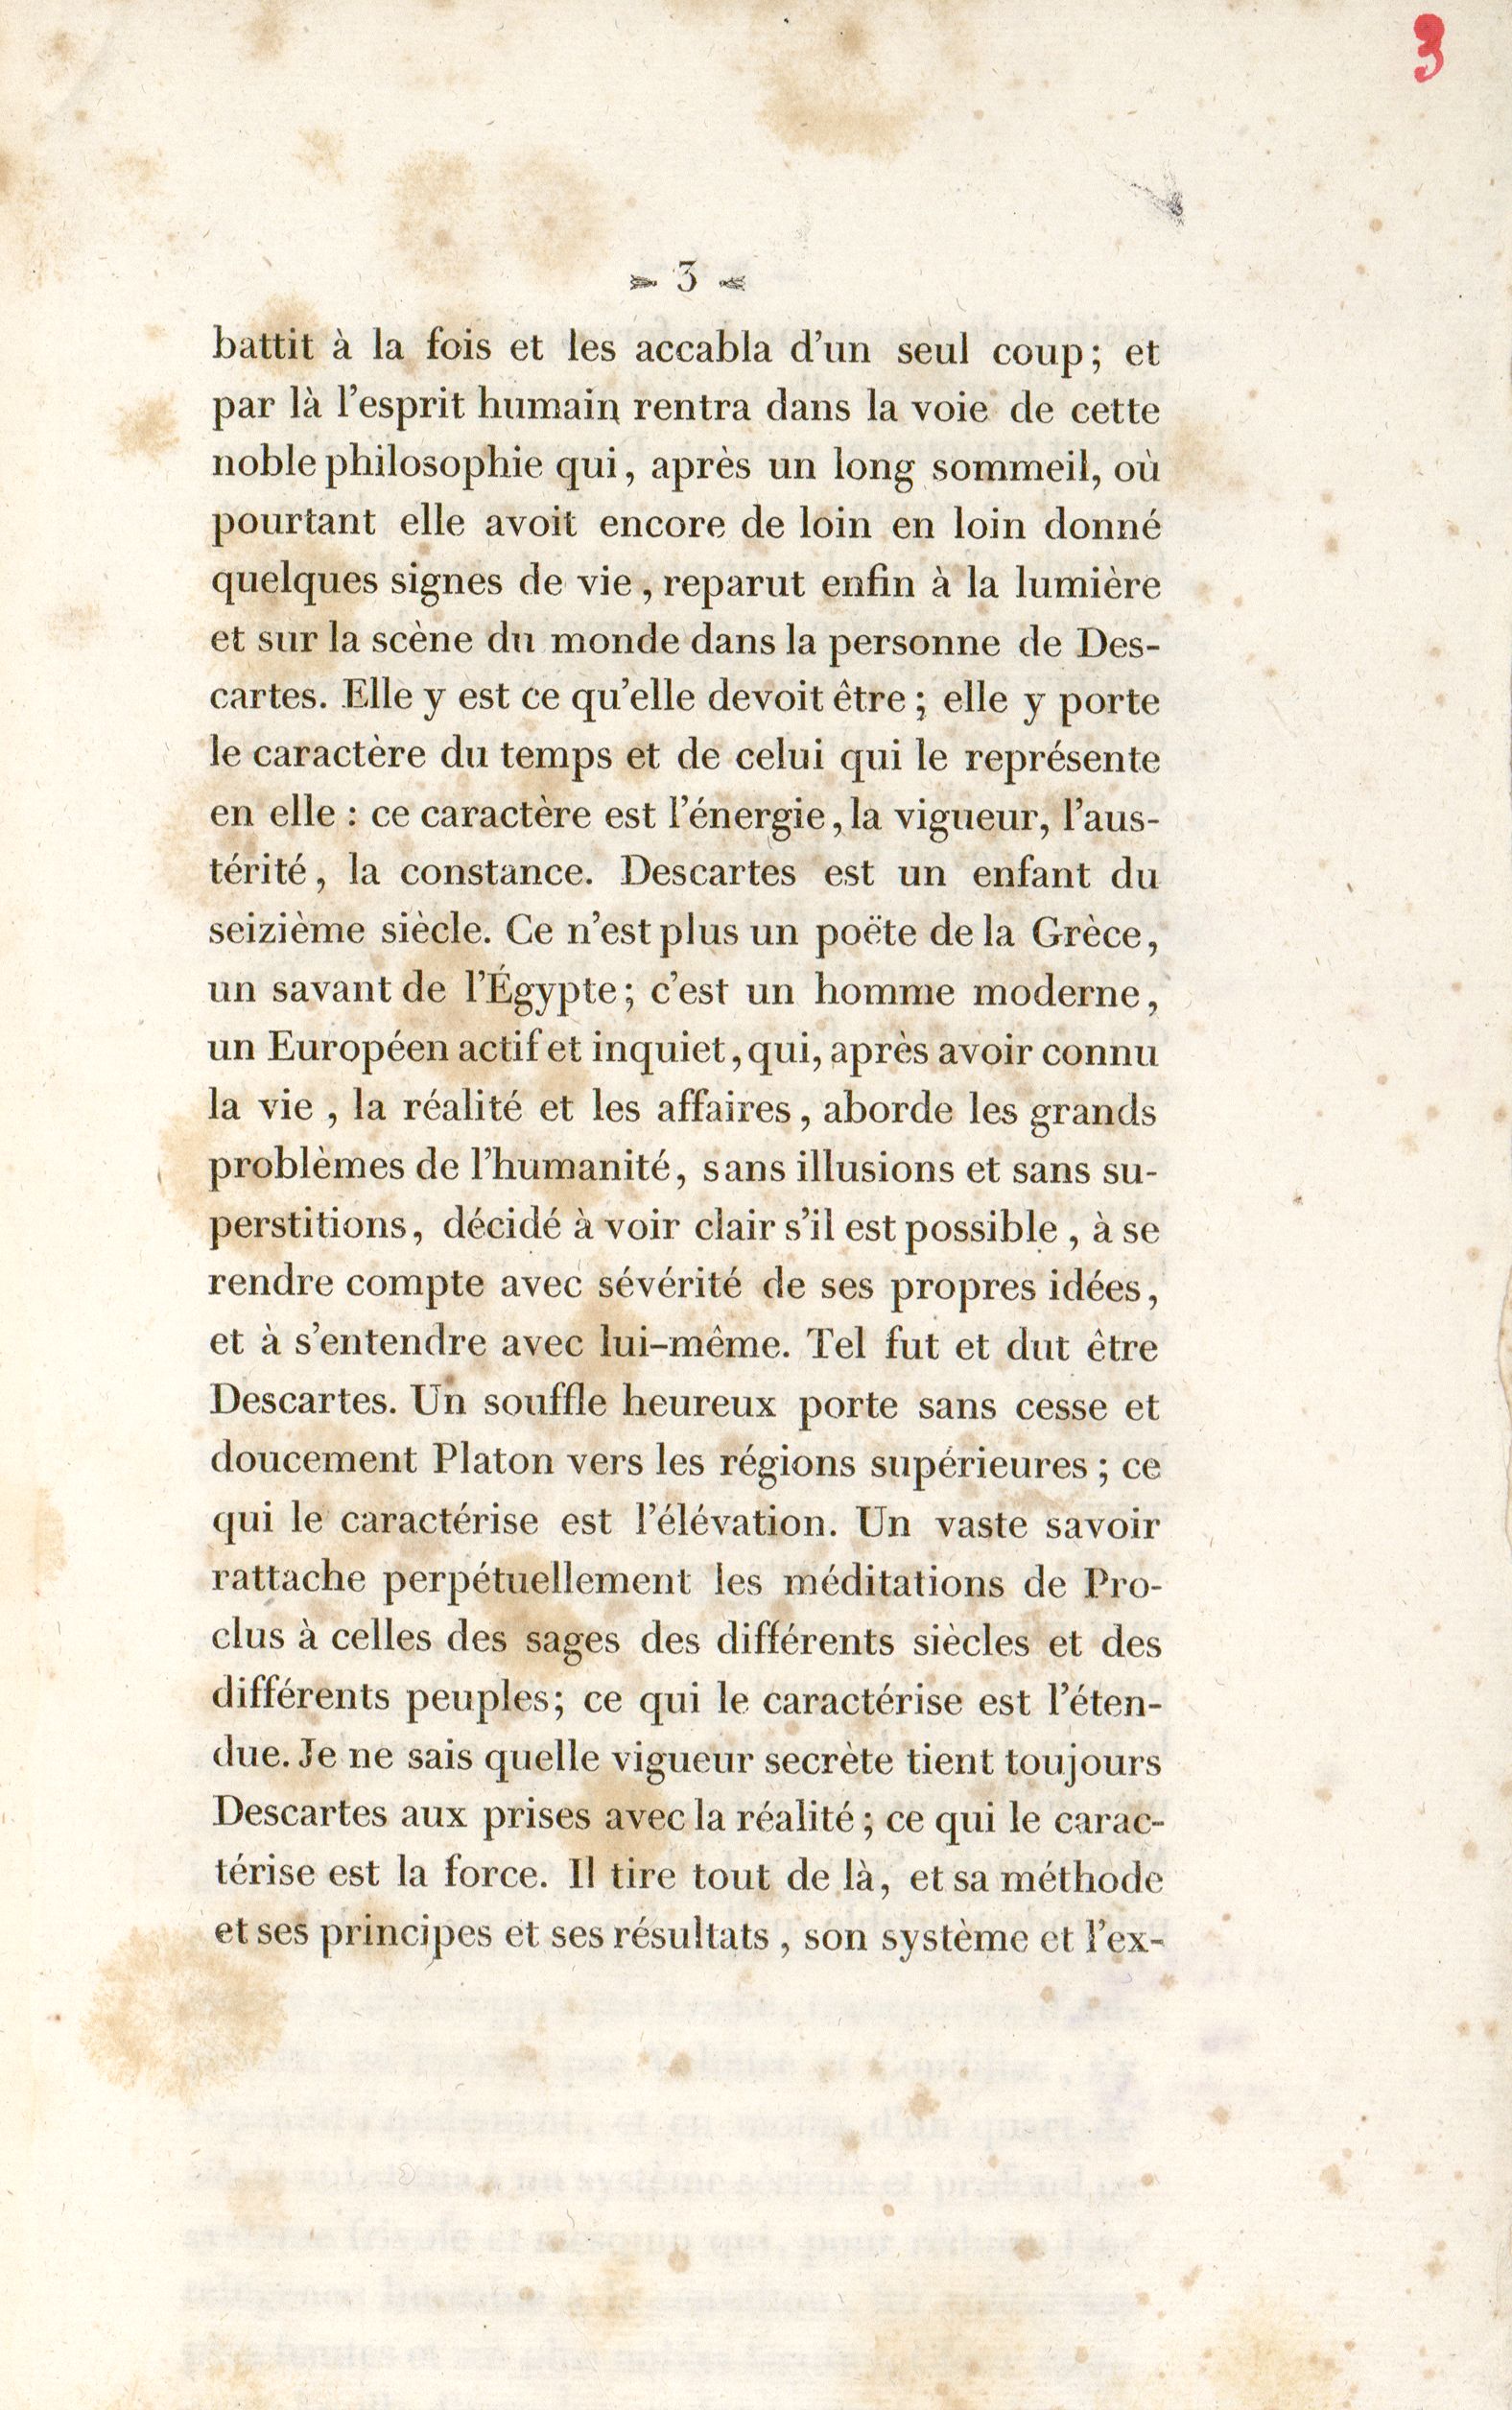 3
3
battit à la fois et les accabla d'un seul coup; et
par là l'esprit humain rentra dans la voie de cette
noble philosophie qui, après un long sommeil, où
pourtant elle avoit encore de loin en loin donné
quelques signes de vie, reparut enfin à la lumière
et sur la scène du monde dans la personne de Des-
cartes. Elle y est ce qu'elle devoit être; elle y porte
le caractère du temps et de celui qui le représente
en elle : ce caractère est l'énergie, la vigueur, l'aus-
térité, la constance. Descartes est un enfant du
seizième siècle. Ce n'est plus un poëte de la Grèce,
un savant de l'Égypte; c'est un homme moderne,
un Européen actif et inquiet, qui, après avoir connu
la vie, la réalité et les affaires, aborde les grands
problèmes de l'humanité, sans illusions et sans su-
perstitions, décidé à voir clair s'il est possible, à se
rendre compte avec sévérité de ses propres idées,
et à s'entendre avec lui-même. Tel fut et dut être
Descartes. Un souffle heureux porte sans cesse et
doucement Platon vers les régions supérieures; ce
qui le caractérise est l'élévation. Un vaste savoir
rattache perpétuellement les méditations de Pro-
clus à celles des sages des différents siècles et des
différents peuples; ce qui le caractérise est l'éten-
due. Je ne sais quelle vigueur secrète tient toujours
Descartes aux prises avec la réalité; ce qui le carac-
térise est la force. Il tire tout de là, et sa méthode
et ses principes et ses résultats, son système et l'ex-